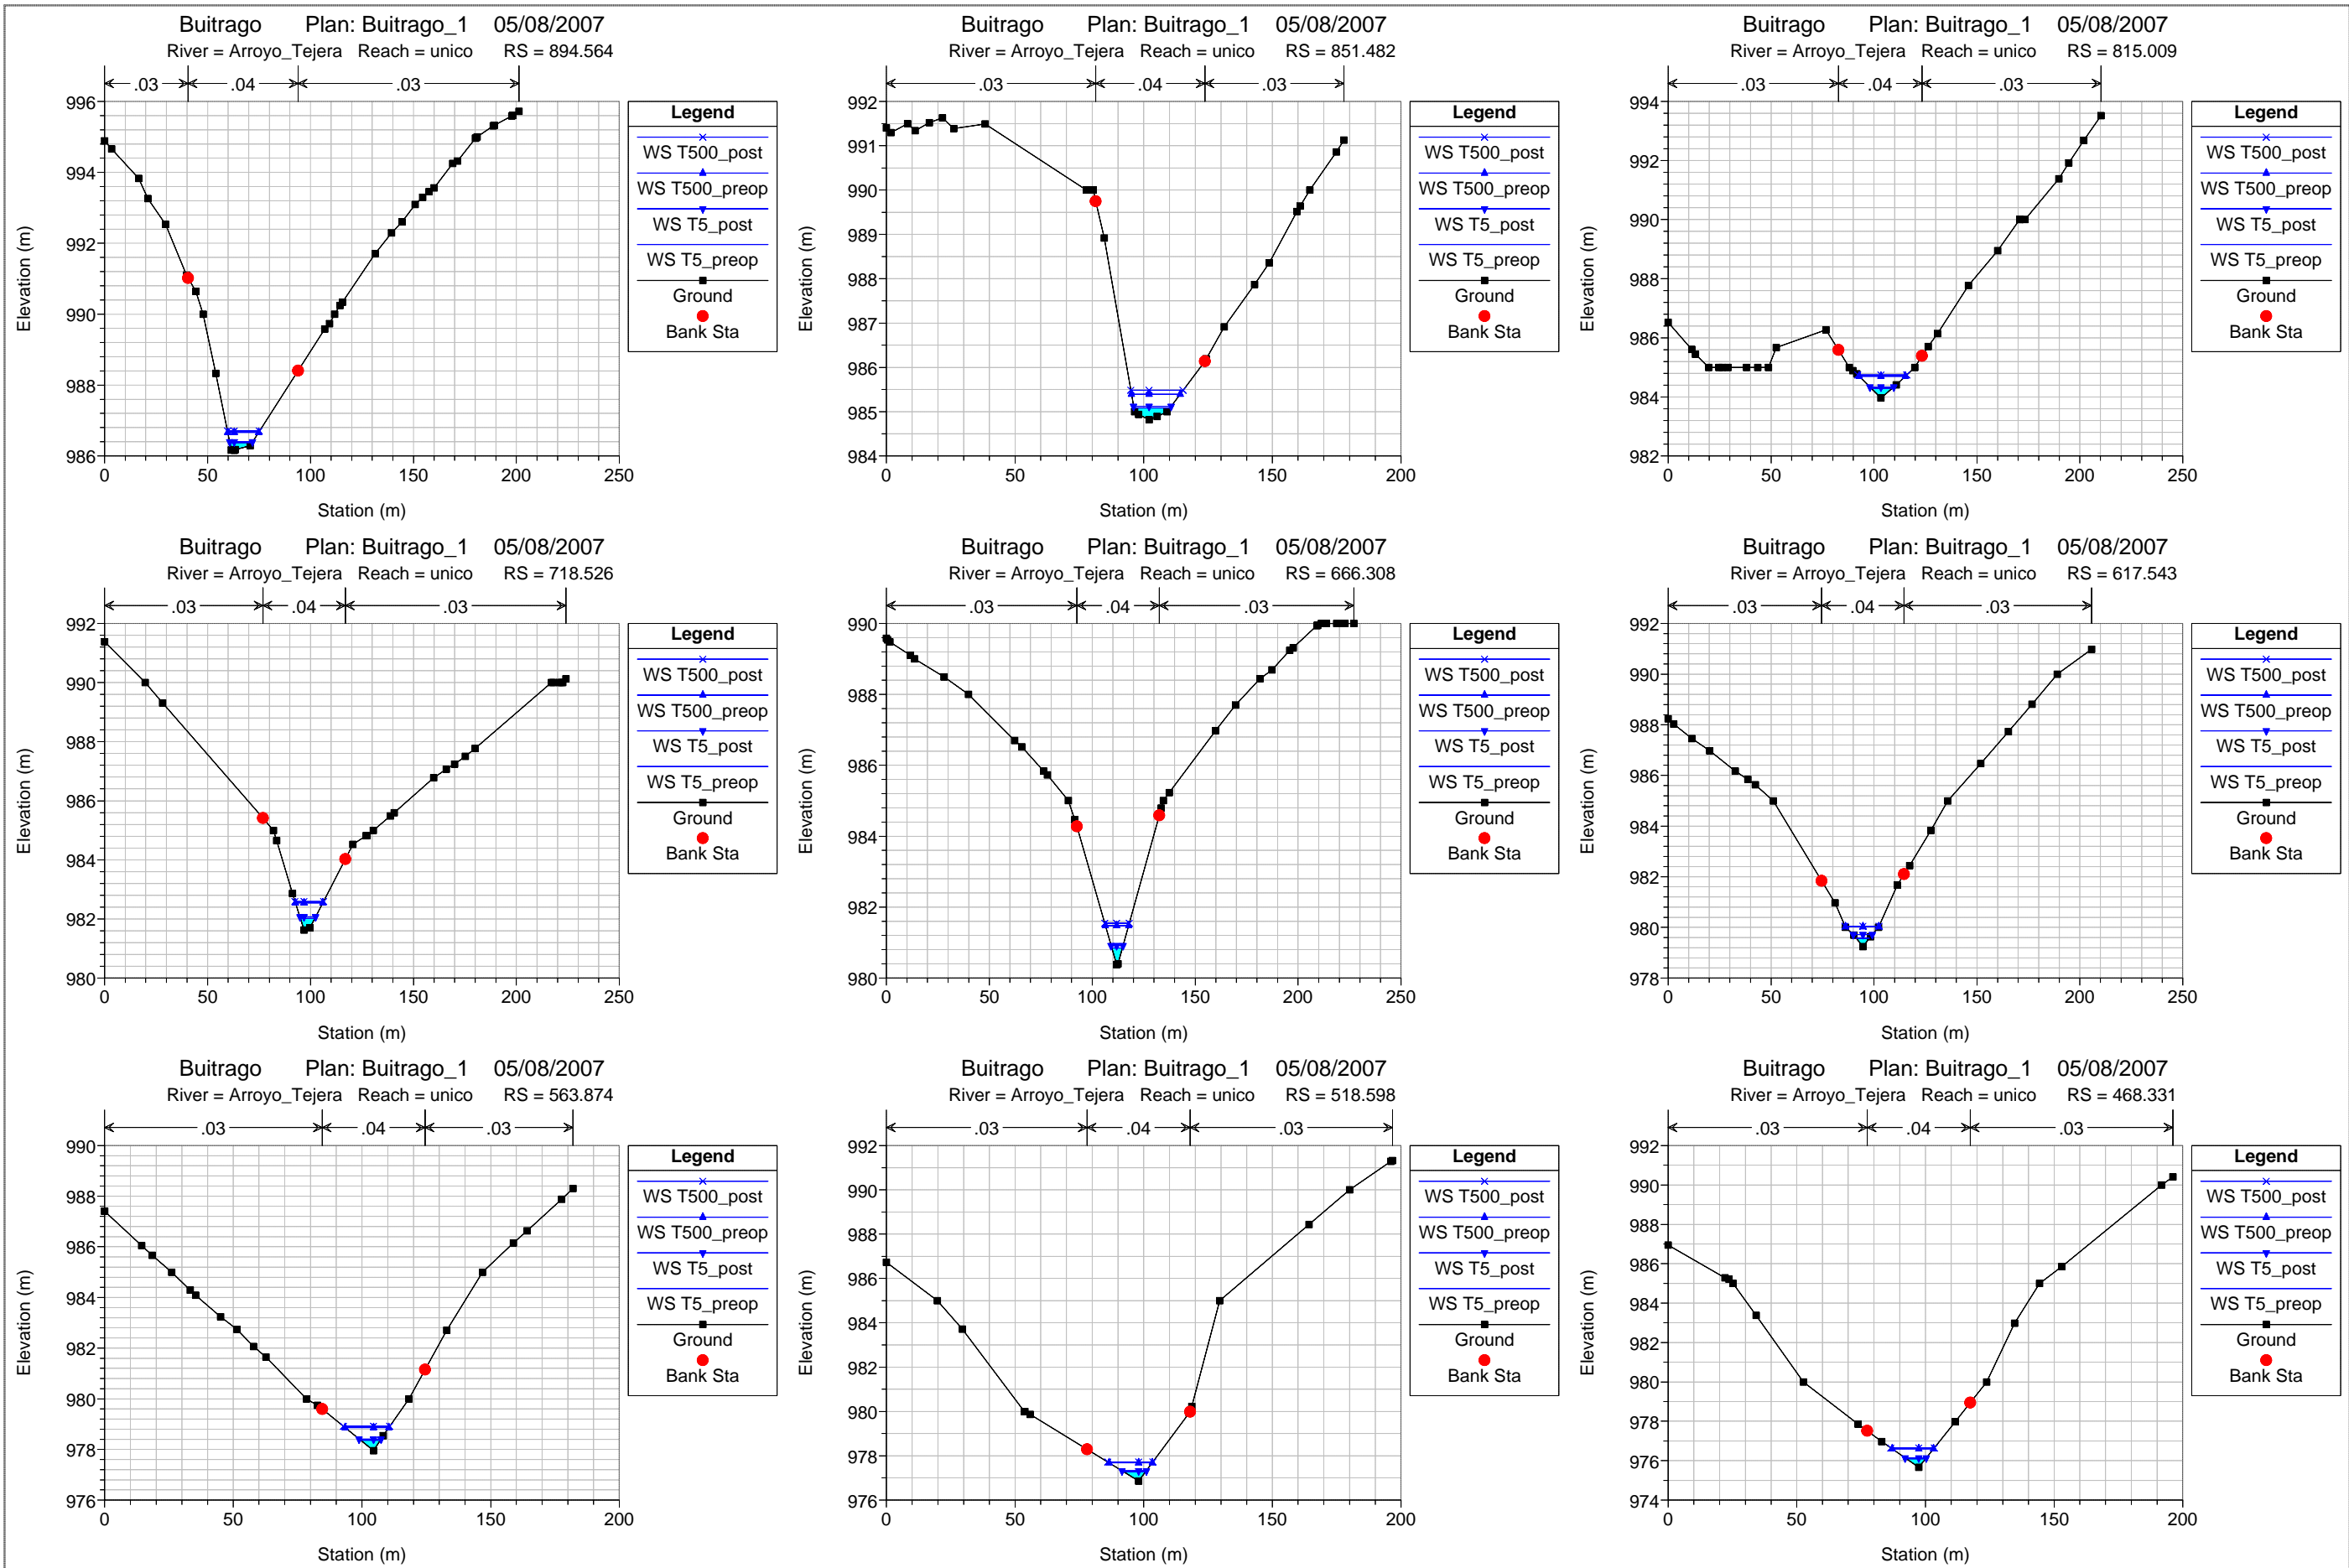 Buitrago Plan: Buitrago_1 05/08/2007
River = Arroyo_Tejera Reach = unico RS = 894.564
.03 .04 .03
996
994
992
990
988
986
0 50 100 150 200 250
Station (m)
Elevation (m)
Legend
WS T500_post
WS T500_preop
WS T5_post
WS T5_preop
Ground
Bank Sta
Buitrago Plan: Buitrago_1 05/08/2007
River = Arroyo_Tejera Reach = unico RS = 851.482
.03 .04 .03
992
991
990
989
988
987
986
985
984
0 50 100 150 200
Station (m)
Elevation (m)
Legend
WS T500_post
WS T500_preop
WS T5_post
WS T5_preop
Ground
Bank Sta
Buitrago Plan: Buitrago_1 05/08/2007
River = Arroyo_Tejera Reach = unico RS = 815.009
.03 .04 .03
994
992
990
988
986
984
982
0 50 100 150 200 250
Station (m)
Elevation (m)
Legend
WS T500_post
WS T500_preop
WS T5_post
WS T5_preop
Ground
Bank Sta
Buitrago Plan: Buitrago_1 05/08/2007
River = Arroyo_Tejera Reach = unico RS = 718.526
.03 .04 .03
992
990
988
986
984
982
980
0 50 100 150 200 250
Station (m)
Elevation (m)
Legend
WS T500_post
WS T500_preop
WS T5_post
WS T5_preop
Ground
Bank Sta
Buitrago Plan: Buitrago_1 05/08/2007
River = Arroyo_Tejera Reach = unico RS = 666.308
.03 .04 .03
990
988
986
984
982
980
0 50 100 150 200 250
Station (m)
Elevation (m)
Legend
WS T500_post
WS T500_preop
WS T5_post
WS T5_preop
Ground
Bank Sta
Buitrago Plan: Buitrago_1 05/08/2007
River = Arroyo_Tejera Reach = unico RS = 617.543
.03 .04 .03
992
990
988
986
984
982
980
978
0 50 100 150 200 250
Station (m)
Elevation (m)
Legend
WS T500_post
WS T500_preop
WS T5_post
WS T5_preop
Ground
Bank Sta
Buitrago Plan: Buitrago_1 05/08/2007
River = Arroyo_Tejera Reach = unico RS = 563.874
.03 .04 .03
990
988
986
984
982
980
978
976
0 50 100 150 200
Station (m)
Elevation (m)
Legend
WS T500_post
WS T500_preop
WS T5_post
WS T5_preop
Ground
Bank Sta
Buitrago Plan: Buitrago_1 05/08/2007
River = Arroyo_Tejera Reach = unico RS = 518.598
.03 .04 .03
992
990
988
986
984
982
980
978
976
0 50 100 150 200
Station (m)
Elevation (m)
Legend
WS T500_post
WS T500_preop
WS T5_post
WS T5_preop
Ground
Bank Sta
Buitrago Plan: Buitrago_1 05/08/2007
River = Arroyo_Tejera Reach = unico RS = 468.331
.03 .04 .03
992
990
988
986
984
982
980
978
976
974
0 50 100 150 200
Station (m)
Elevation (m)
Legend
WS T500_post
WS T500_preop
WS T5_post
WS T5_preop
Ground
Bank Sta